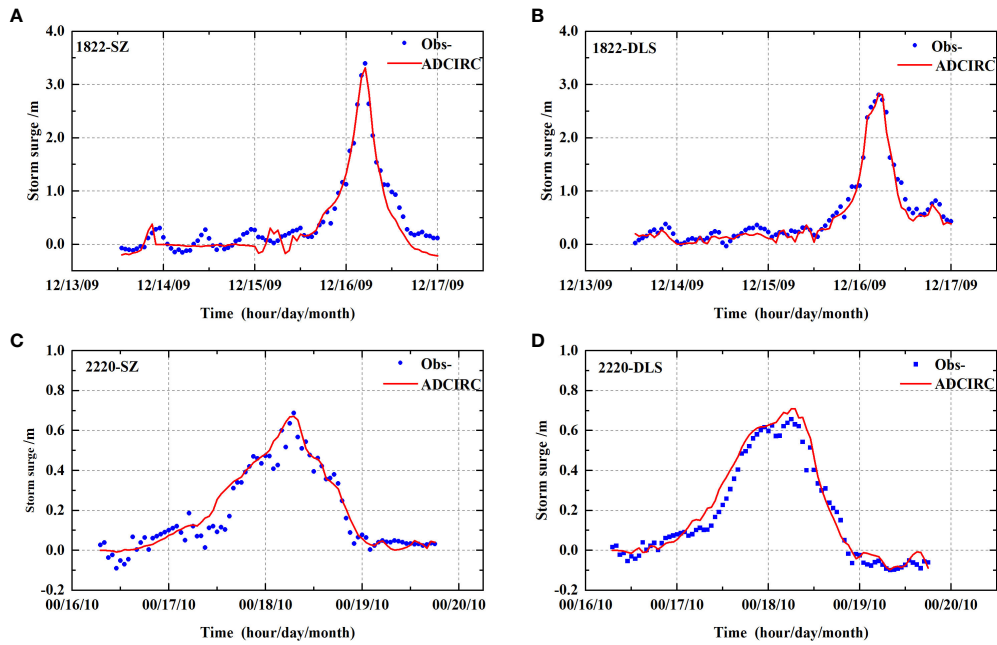 A
1822-SZ
Obs-
ADCIRC
Storm surge /m
4.0
3.0
2.0
1.0
0.0
12/13/09 12/14/09 12/15/09 12/16/09 12/17/09
Time (hour/day/month)
B
1822-DLS
Obs-
ADCIRC
Storm surge /m
4.0
3.0
2.0
1.0
0.0
12/13/09 12/14/09 12/15/09 12/16/09 12/17/09
Time (hour/day/month)
C
2220-SZ
Obs-
ADCIRC
Storm surge /m
1.0
0.8
0.6
0.4
0.2
0.0
-0.2
00/16/10 00/17/10 00/18/10 00/19/10 00/20/10
Time (hour/day/month)
D
2220-DLS
Obs-
ADCIRC
Storm surge /m
1.0
0.8
0.6
0.4
0.2
0.0
-0.2
00/16/10 00/17/10 00/18/10 00/19/10 00/20/10
Time (hour/day/month)